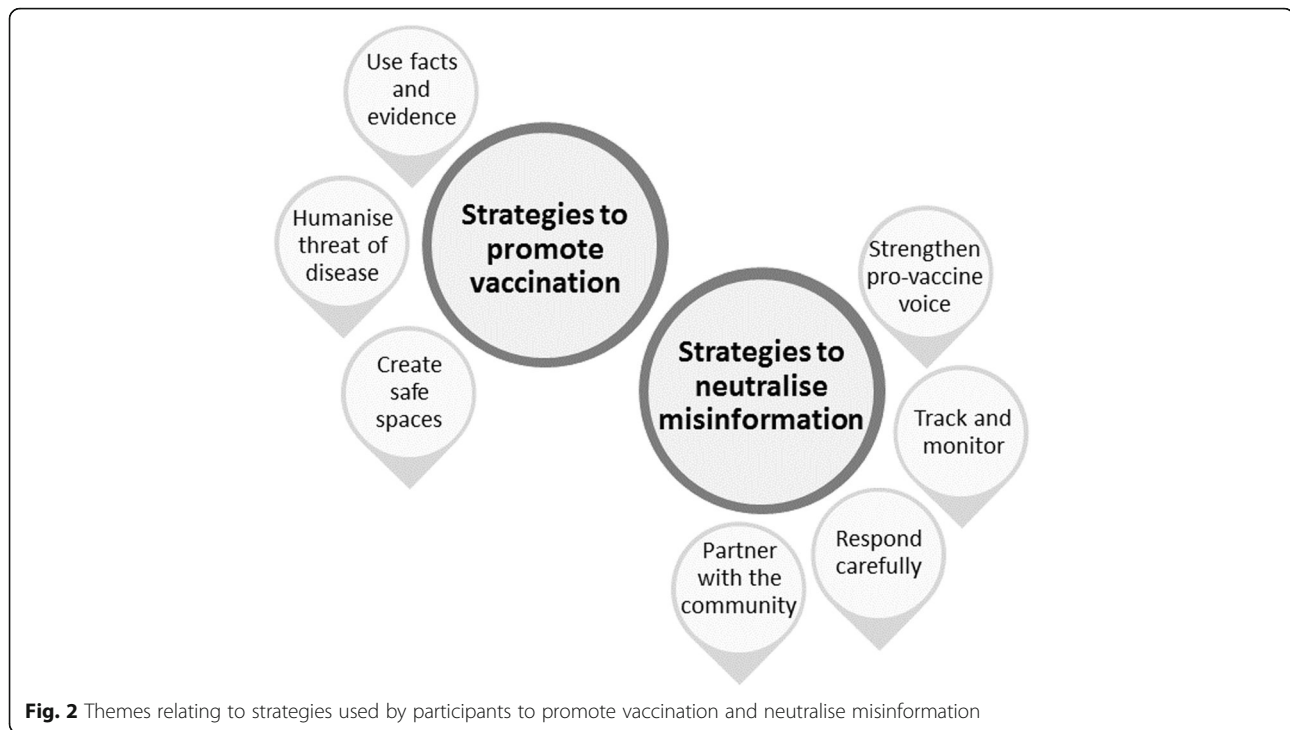 Use facts
and
evidence
Humanise
threat of
disease
Create
safe
spaces
Strategies to
promote
vaccination
Strategies to
neutralise
misinformation
Strengthen
pro-vaccine
voice
Track and
monitor
Respond
carefully
Partner
with the
community
Fig. 2 Themes relating to strategies used by participants to promote vaccination and neutralise misinformation